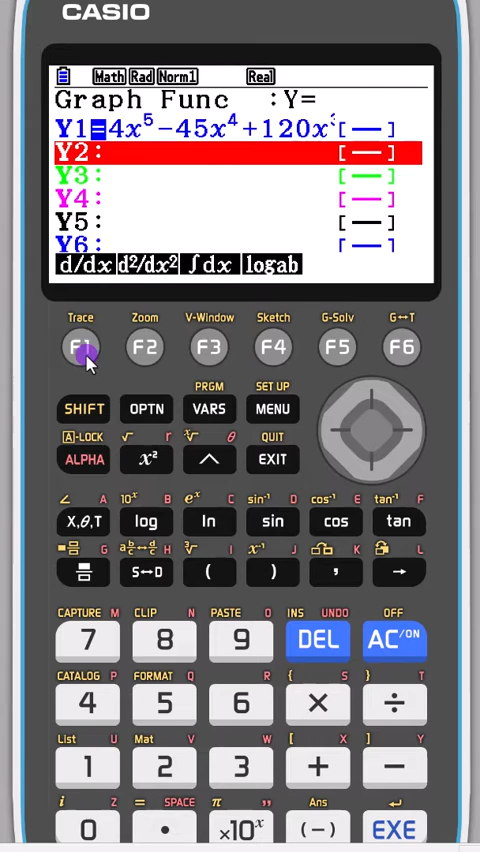 CASIO
Math Rad Norm1 Real
Graph Func :Y=
Y1=4x⁵−45x⁴+120x³[—]
Y2: [—]
Y3: [—]
Y4: [—]
Y5: [—]
Y6: [—]
d/dx d²/dx² ∫dx logab
Trace Zoom V-Window Sketch G-Solv G↔T
F1 F2 F3 F4 F5 F6
PRGM SET UP
SHIFT OPTN VARS MENU
A-LOCK √ r ˣ√ θ QUIT
ALPHA x² ^ EXIT
∠ A 10ˣ B eˣ C sin⁻¹ D cos⁻¹ E tan⁻¹ F
X,θ,T log ln sin cos tan
G a b/c↔d/c H ³√ I x⁻¹ J K L
S↔D ( ) , →
CAPTURE M CLIP N PASTE O INS UNDO OFF
7 8 9 DEL AC/ON
CATALOG P FORMAT Q R { S } T
4 5 6 × ÷
List U Mat V W [ X ] Y
1 2 3 + −
i Z = SPACE π " Ans ↵
0 • ×10ˣ (−) EXE